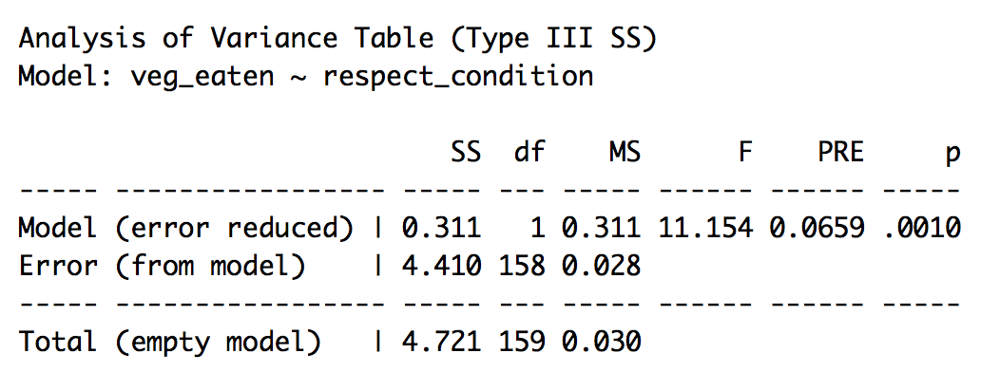 Analysis of Variance Table (Type III SS)
Model: veg_eaten ~ respect_condition
SS df MS F PRE p
----- ----------------- ----- --- ----- ------ ------ -----
Model (error reduced) | 0.311 1 0.311 11.154 0.0659 .0010
Error (from model) | 4.410 158 0.028
----- ----------------- ----- --- ----- ------ ------ -----
Total (empty model) | 4.721 159 0.030